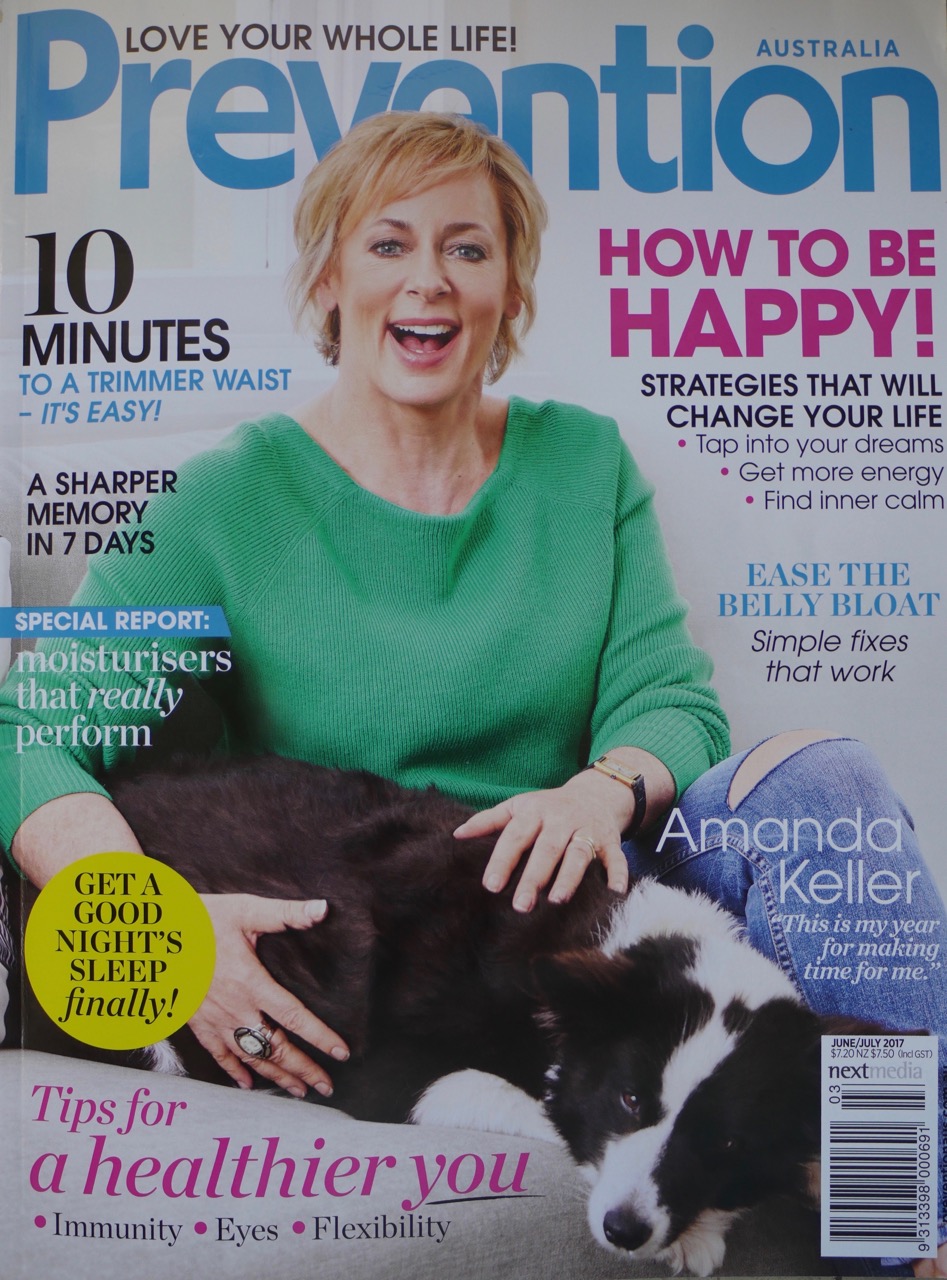 LOVE YOUR WHOLE LIFE!
AUSTRALIA
Prevention
10
MINUTES
TO A TRIMMER WAIST
– IT'S EASY!
A SHARPER
MEMORY
IN 7 DAYS
SPECIAL REPORT:
moisturisers
that really
perform
HOW TO BE
HAPPY!
STRATEGIES THAT WILL
CHANGE YOUR LIFE
• Tap into your dreams
• Get more energy
• Find inner calm
EASE THE
BELLY BLOAT
Simple fixes
that work
Amanda
Keller
"This is my year
for making
time for me."
GET A
GOOD
NIGHT'S
SLEEP
finally!
Tips for
a healthier you
• Immunity • Eyes • Flexibility
JUNE/JULY 2017
$7.20 NZ $7.50 (Incl GST)
nextmedia
03
9 313398 000691